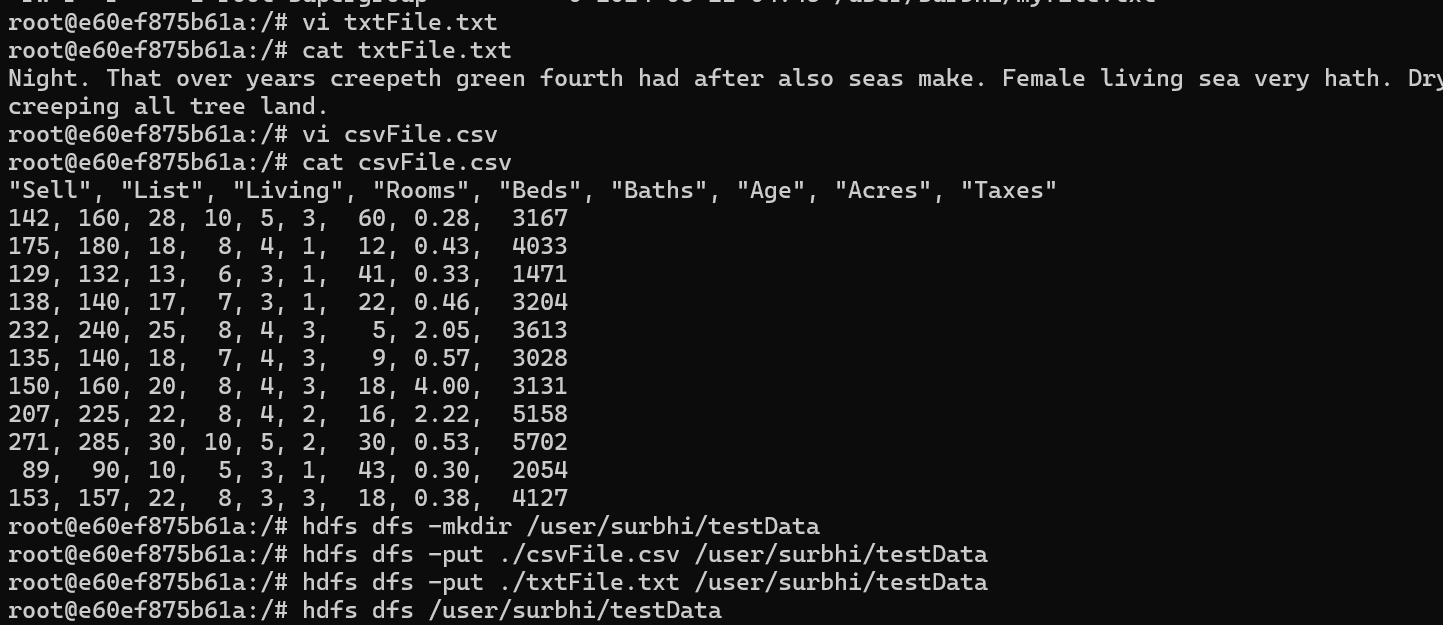 root@e60ef875b61a:/# vi txtFile.txt
root@e60ef875b61a:/# cat txtFile.txt
Night. That over years creepeth green fourth had after also seas make. Female living sea very hath. Dry
creeping all tree land.
root@e60ef875b61a:/# vi csvFile.csv
root@e60ef875b61a:/# cat csvFile.csv
"Sell", "List", "Living", "Rooms", "Beds", "Baths", "Age", "Acres", "Taxes"
142, 160, 28, 10, 5, 3,  60, 0.28,  3167
175, 180, 18,  8, 4, 1,  12, 0.43,  4033
129, 132, 13,  6, 3, 1,  41, 0.33,  1471
138, 140, 17,  7, 3, 1,  22, 0.46,  3204
232, 240, 25,  8, 4, 3,   5, 2.05,  3613
135, 140, 18,  7, 4, 3,   9, 0.57,  3028
150, 160, 20,  8, 4, 3,  18, 4.00,  3131
207, 225, 22,  8, 4, 2,  16, 2.22,  5158
271, 285, 30, 10, 5, 2,  30, 0.53,  5702
 89,  90, 10,  5, 3, 1,  43, 0.30,  2054
153, 157, 22,  8, 3, 3,  18, 0.38,  4127
root@e60ef875b61a:/# hdfs dfs -mkdir /user/surbhi/testData
root@e60ef875b61a:/# hdfs dfs -put ./csvFile.csv /user/surbhi/testData
root@e60ef875b61a:/# hdfs dfs -put ./txtFile.txt /user/surbhi/testData
root@e60ef875b61a:/# hdfs dfs /user/surbhi/testData